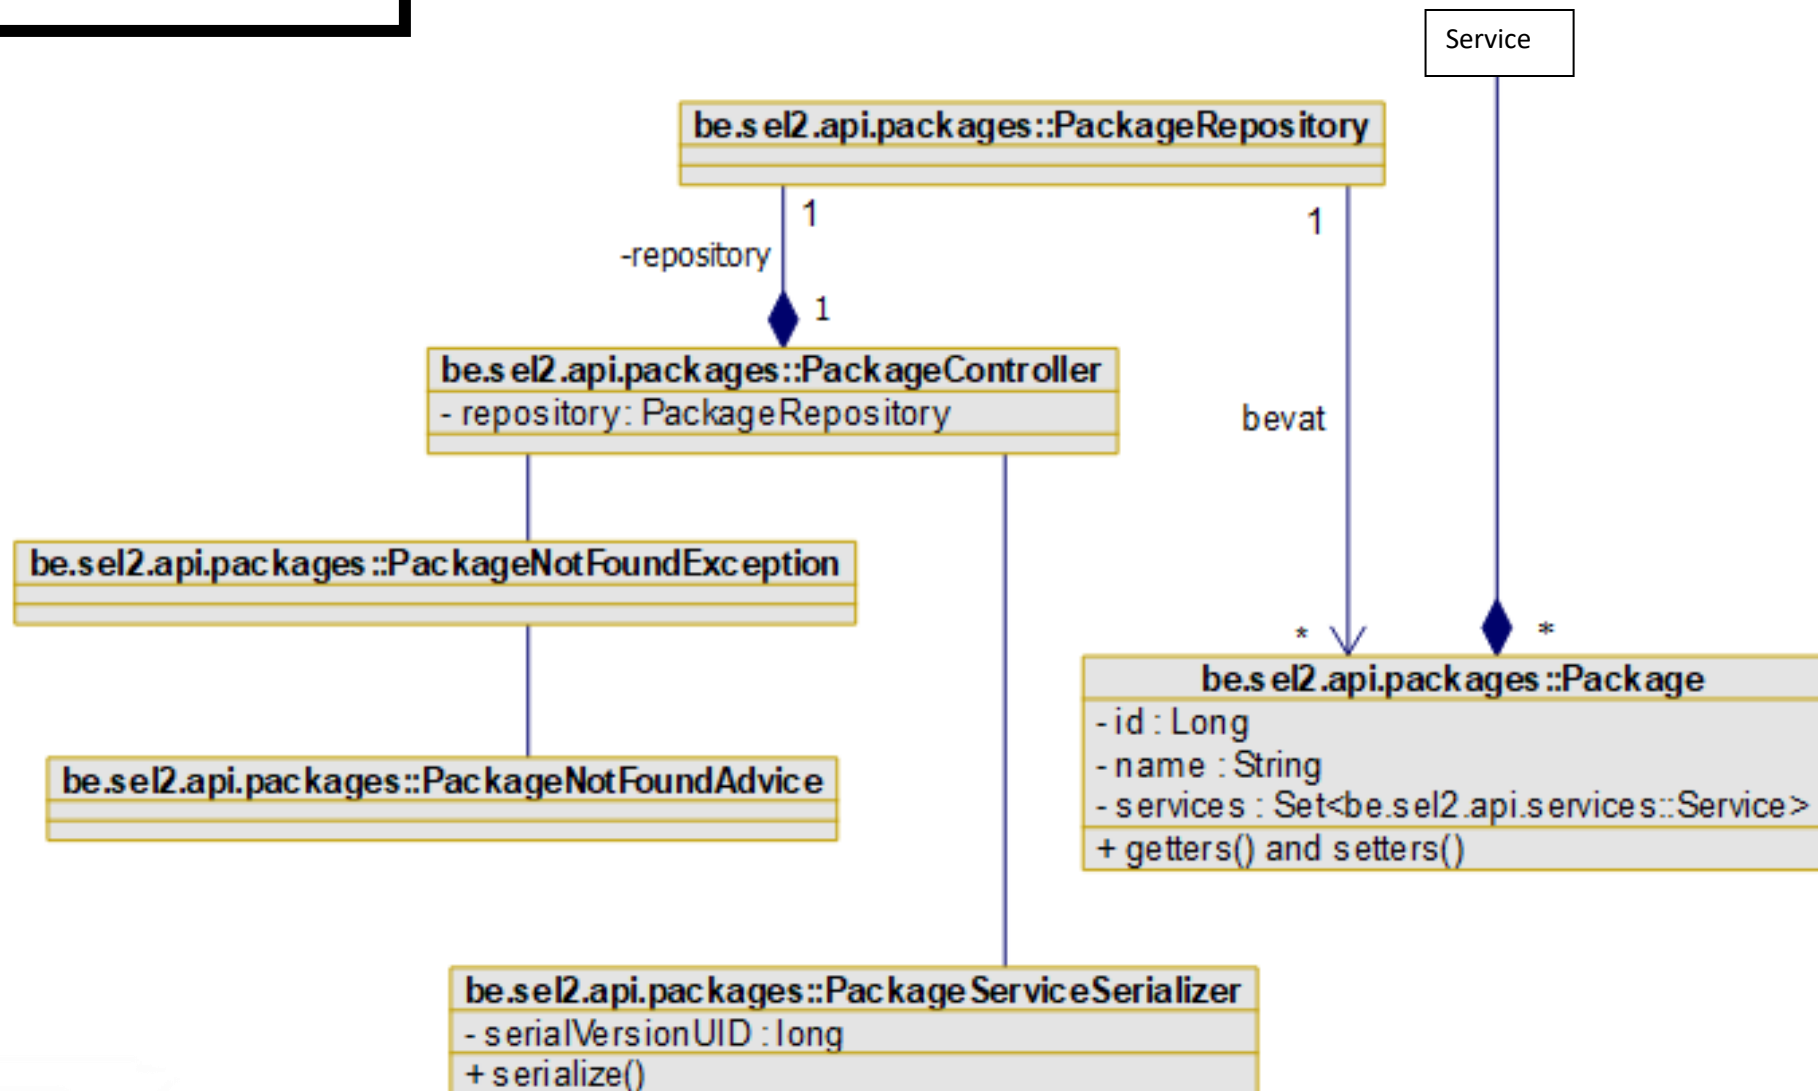 Service
be.sel2.api.packages::PackageRepository
1
1
-repository
1
be.sel2.api.packages::PackageController
- repository: PackageRepository
bevat
be.sel2.api.packages::PackageNotFoundException
*
*
be.sel2.api.packages::Package
- id : Long
- name : String
- services : Set<be.sel2.api.services::Service>
+ getters() and setters()
be.sel2.api.packages::PackageNotFoundAdvice
be.sel2.api.packages::PackageServiceSerializer
- serialVersionUID : long
+ serialize()